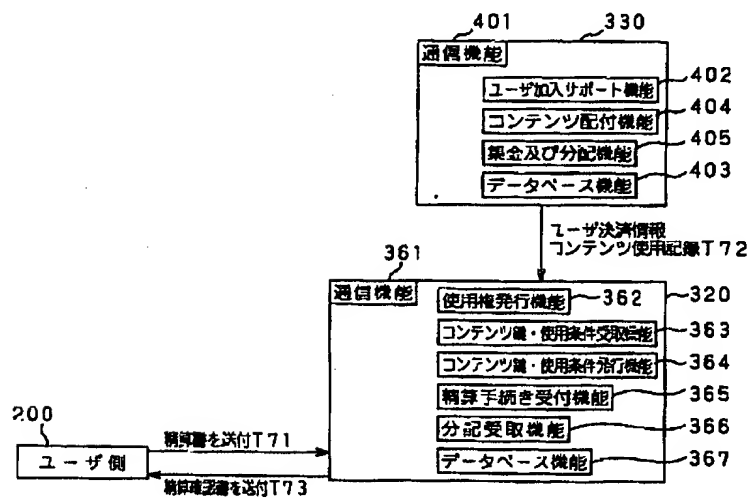 401
330
通信機能
402
ユーザ加入サポート機能
404
コンテンツ配付機能
405
集金及び分配機能
403
データベース機能
ユーザ決済情報
コンテンツ使用記録T72
361
通信機能
使用権発行機能
362
320
コンテンツ鍵・使用条件受取機能
363
コンテンツ鍵・使用条件発行機能
364
精算手続き受付機能
365
分配受取機能
366
データベース機能
367
200
ユーザ側
精算書を送付T71
精算確認書を送付T73